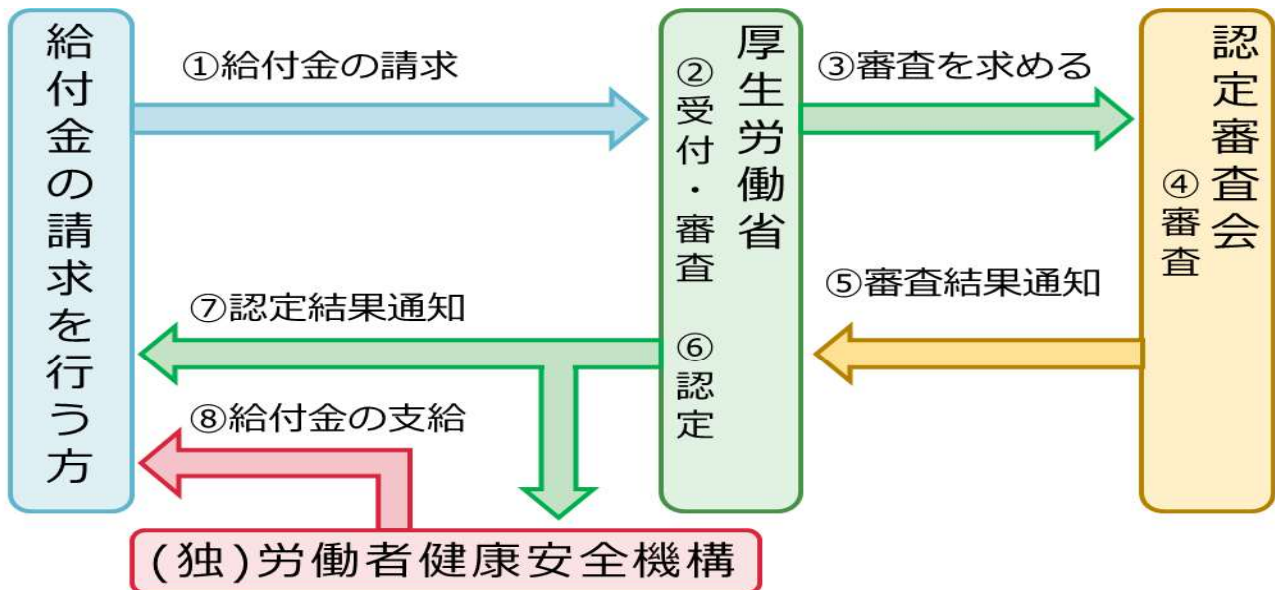 給付金の請求を行う方
①給付金の請求
厚生労働省
②受付・審査
⑥認定
③審査を求める
認定審査会
④審査
⑤審査結果通知
⑦認定結果通知
⑧給付金の支給
(独)労働者健康安全機構